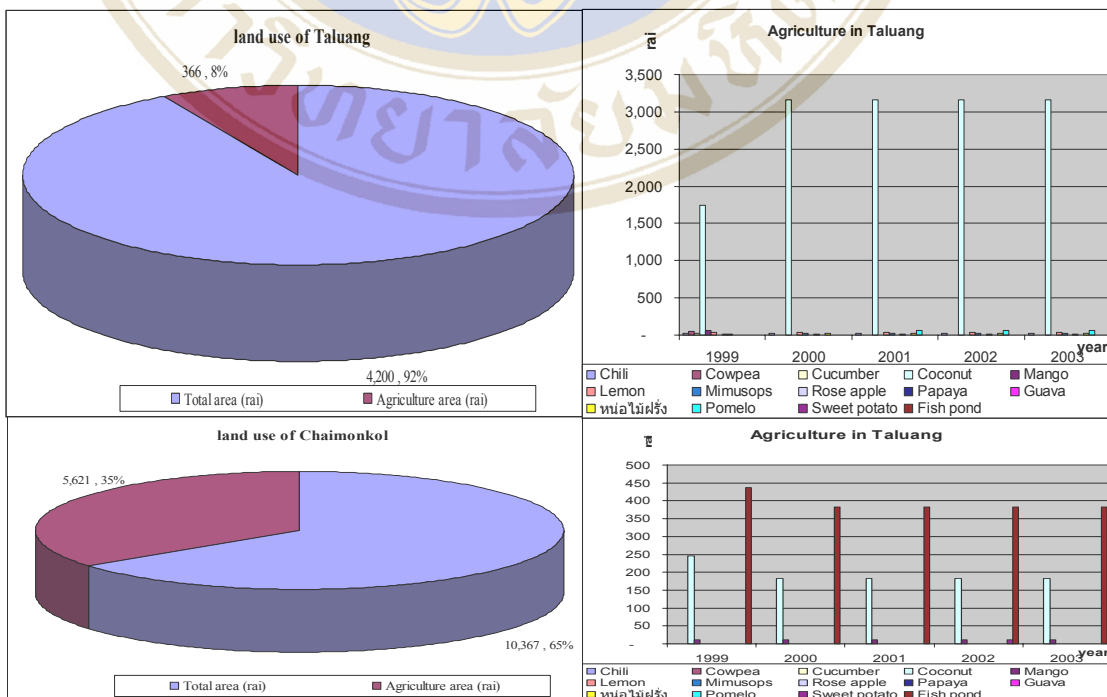 land use of Taluang
366 , 8%
4,200 , 92%
Total area (rai) Agriculture area (rai)
Agriculture in Taluang
rai
3,500
3,000
2,500
2,000
1,500
1,000
500
-
1999 2000 2001 2002 2003
year
Chili Cowpea Cucumber Coconut Mango
Lemon Mimusops Rose apple Papaya Guava
หน่อไม้ฝรั่ง Pomelo Sweet potato Fish pond
land use of Chaimonkol
5,621 , 35%
10,367 , 65%
Total area (rai) Agriculture area (rai)
Agriculture in Taluang
rai
500
450
400
350
300
250
200
150
100
50
-
1999 2000 2001 2002 2003
year
Chili Cowpea Cucumber Coconut Mango
Lemon Mimusops Rose apple Papaya Guava
หน่อไม้ฝรั่ง Pomelo Sweet potato Fish pond